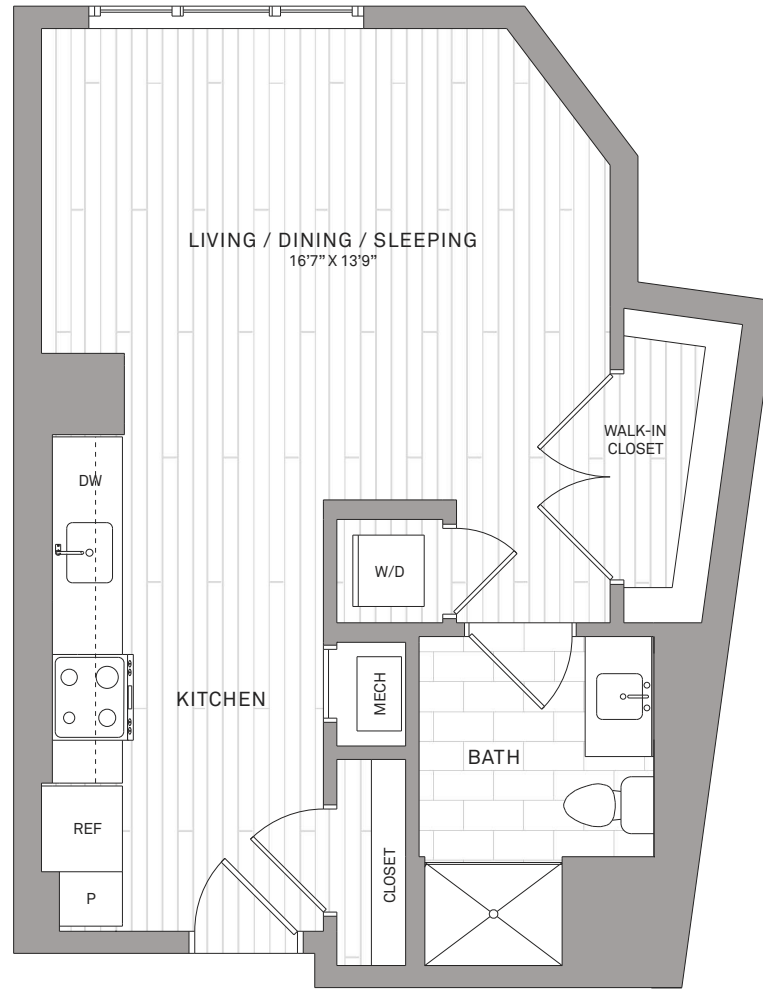 LIVING / DINING / SLEEPING
16’7” X 13’9”
WALK-IN
CLOSET
DW
W/D
MECH
KITCHEN
BATH
REF
CLOSET
P